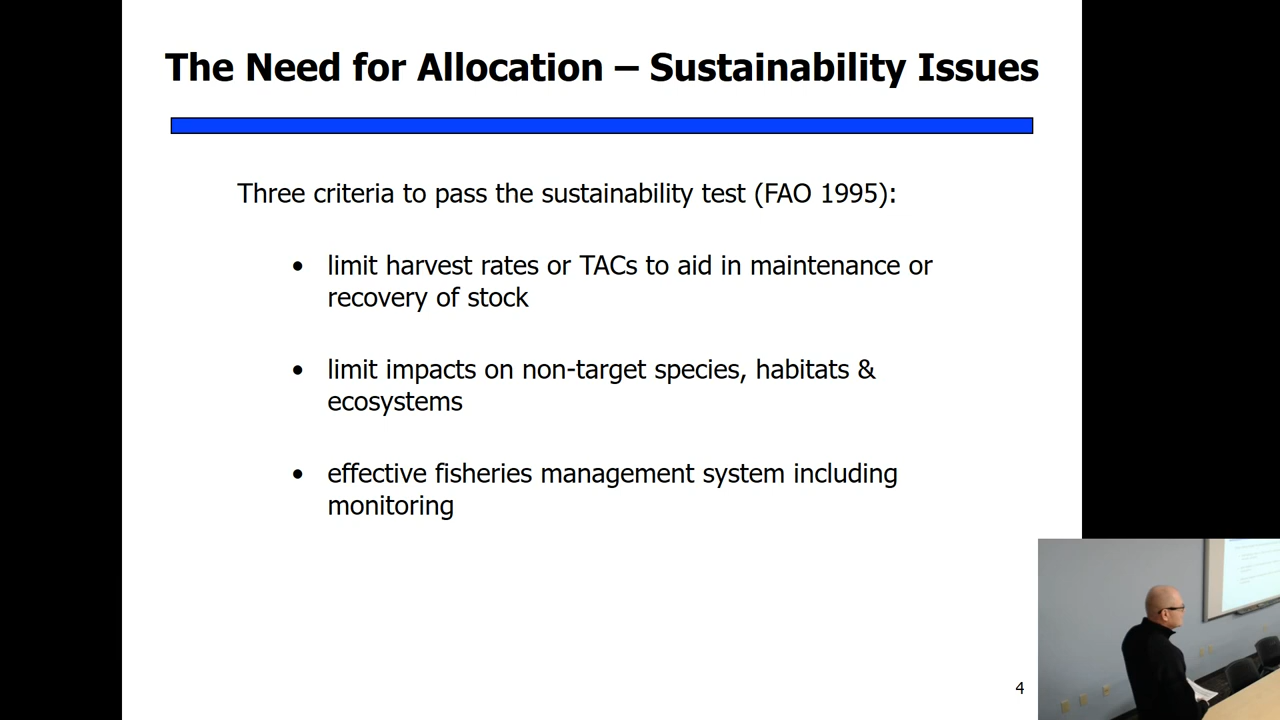 The Need for Allocation – Sustainability Issues
Three criteria to pass the sustainability test (FAO 1995):
• limit harvest rates or TACs to aid in maintenance or
recovery of stock
• limit impacts on non-target species, habitats &
ecosystems
• effective fisheries management system including
monitoring
4